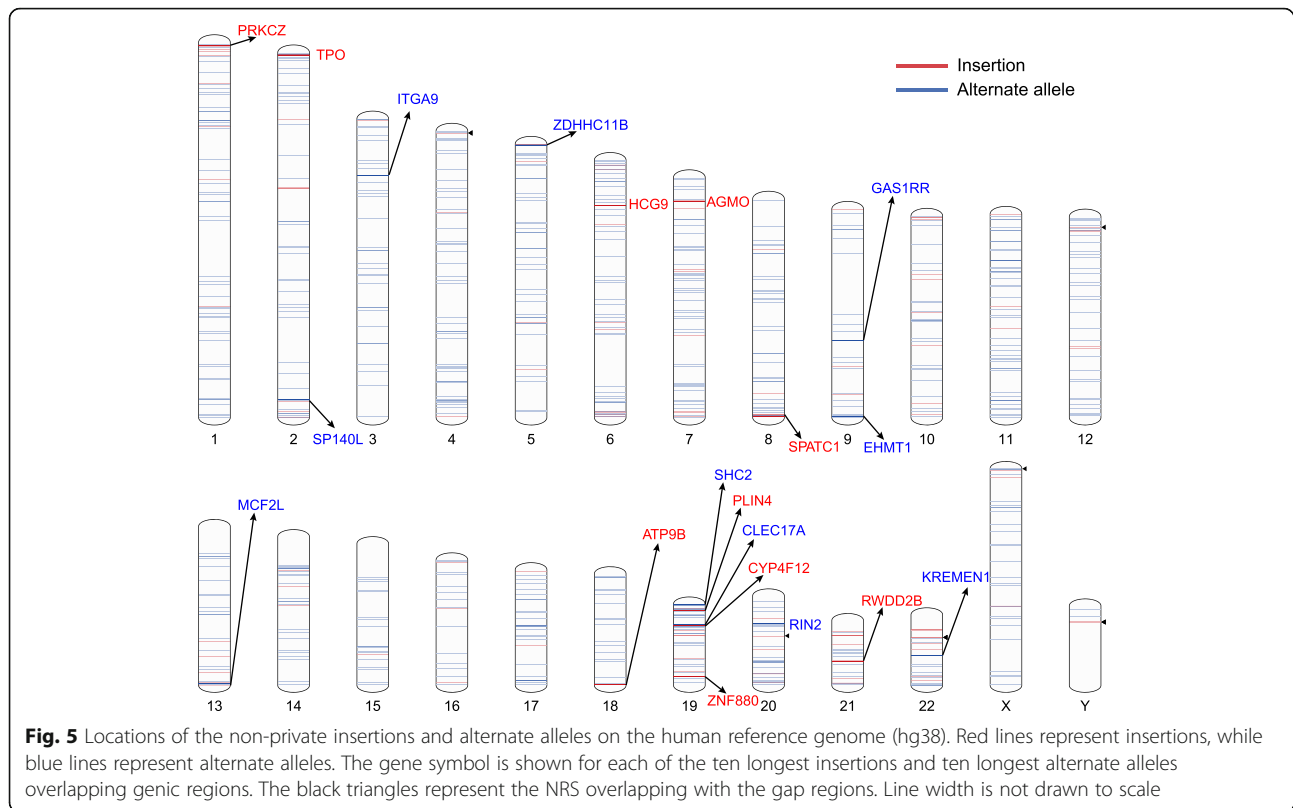 PRKCZ
TPO
Insertion
Alternate allele
ITGA9
ZDHHC11B
GAS1RR
HCG9
AGMO
1
2
3
4
5
6
7
8
9
10
11
12
SP140L
SPATC1
EHMT1
MCF2L
ATP9B
SHC2
PLIN4
CLEC17A
CYP4F12
KREMEN1
RWDD2B
RIN2
ZNF880
13
14
15
16
17
18
19
20
21
22
X
Y
Fig. 5 Locations of the non-private insertions and alternate alleles on the human reference genome (hg38). Red lines represent insertions, while
blue lines represent alternate alleles. The gene symbol is shown for each of the ten longest insertions and ten longest alternate alleles
overlapping genic regions. The black triangles represent the NRS overlapping with the gap regions. Line width is not drawn to scale